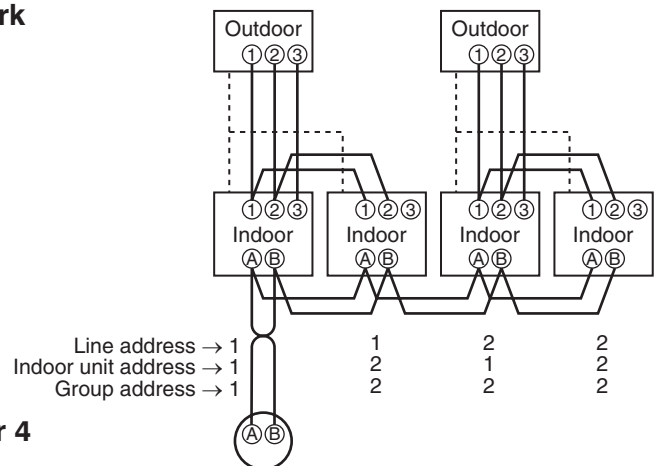 rk
Outdoor Outdoor
①②③ ①②③
①②③ ①②③ ①②③ ①②③
Indoor Indoor Indoor Indoor
ⒶⒷ ⒶⒷ ⒶⒷ ⒶⒷ
Line address → 1 1 2 2
Indoor unit address → 1 2 1 2
Group address → 1 2 2 2
r 4
ⒶⒷ